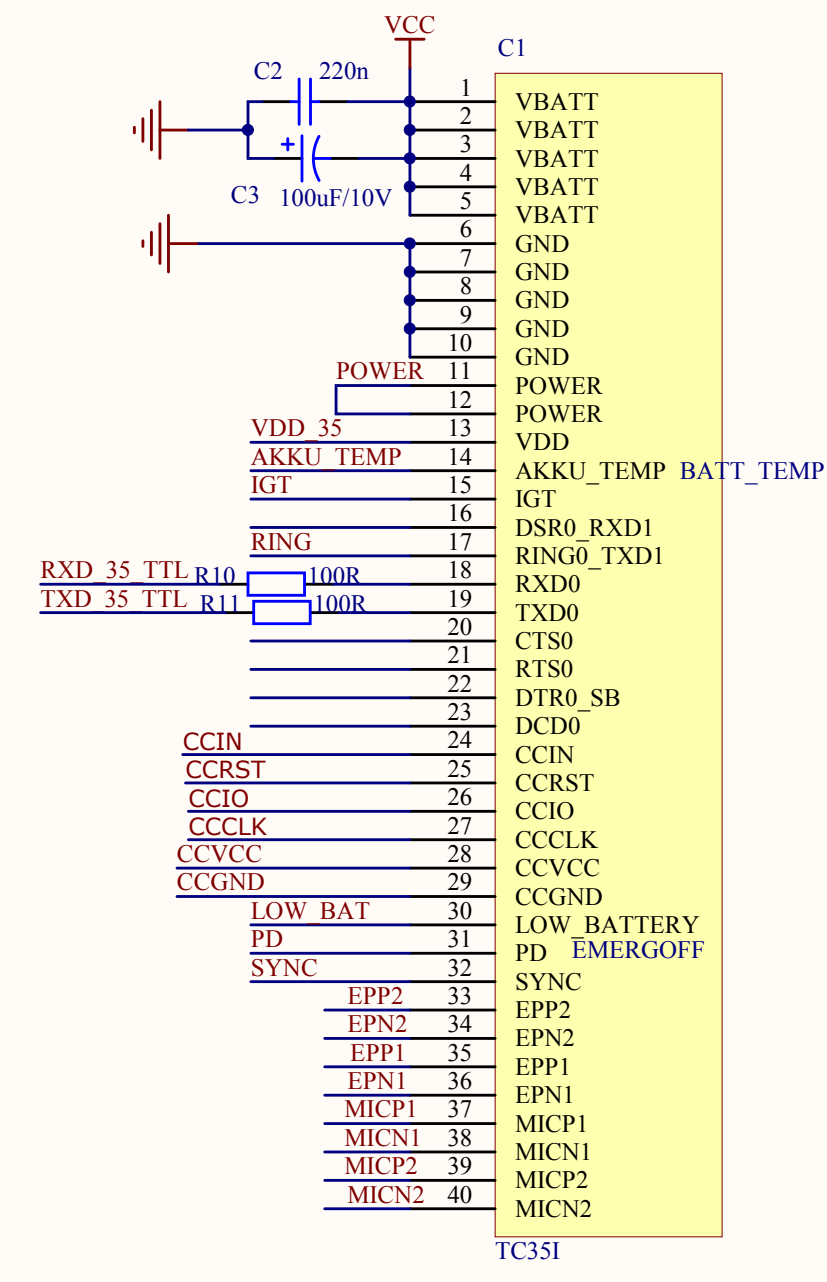 VCC
C1
C2 220n
1 VBATT
2 VBATT
+
3 VBATT
C3 100uF/10V
4 VBATT
5 VBATT
6 GND
7 GND
8 GND
9 GND
10 GND
POWER 11 POWER
12 POWER
VDD_35 13 VDD
AKKU_TEMP 14 AKKU_TEMP BATT_TEMP
IGT 15 IGT
16 DSR0_RXD1
RING 17 RING0_TXD1
RXD_35_TTL R10 100R 18 RXD0
TXD_35_TTL R11 100R 19 TXD0
20 CTS0
21 RTS0
22 DTR0_SB
23 DCD0
CCIN 24 CCIN
CCRST 25 CCRST
CCIO 26 CCIO
CCCLK 27 CCCLK
CCVCC 28 CCVCC
CCGND 29 CCGND
LOW_BAT 30 LOW_BATTERY
PD 31 PD EMERGOFF
SYNC 32 SYNC
EPP2 33 EPP2
EPN2 34 EPN2
EPP1 35 EPP1
EPN1 36 EPN1
MICP1 37 MICP1
MICN1 38 MICN1
MICP2 39 MICP2
MICN2 40 MICN2
TC35I